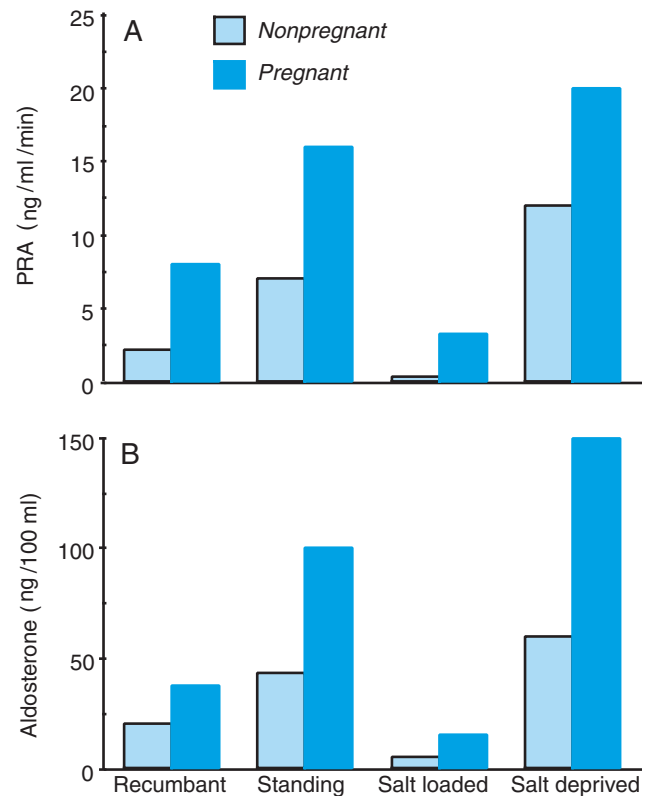 A
Nonpregnant
Pregnant
PRA (ng/ml/min)
25
20
15
10
5
0
B
Aldosterone (ng/100 ml)
150
100
50
0
Recumbant Standing Salt loaded Salt deprived